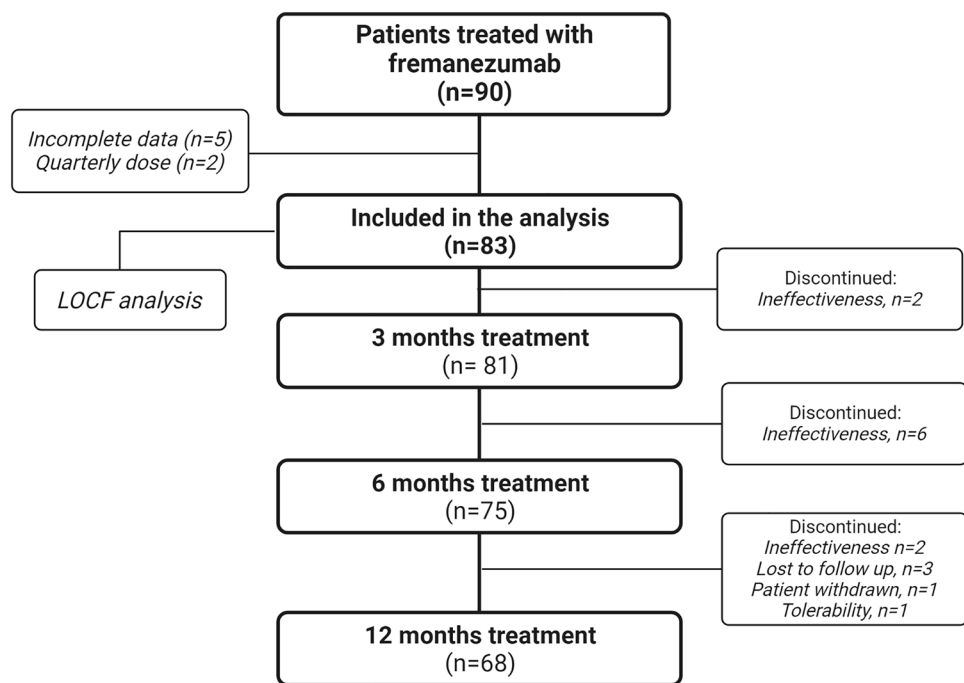 Patients treated with
fremanezumab
(n=90)
Incomplete data (n=5)
Quarterly dose (n=2)
Included in the analysis
(n=83)
LOCF analysis
Discontinued:
Ineffectiveness, n=2
3 months treatment
(n= 81)
Discontinued:
Ineffectiveness, n=6
6 months treatment
(n=75)
Discontinued:
Ineffectiveness n=2
Lost to follow up, n=3
Patient withdrawn, n=1
Tolerability, n=1
12 months treatment
(n=68)